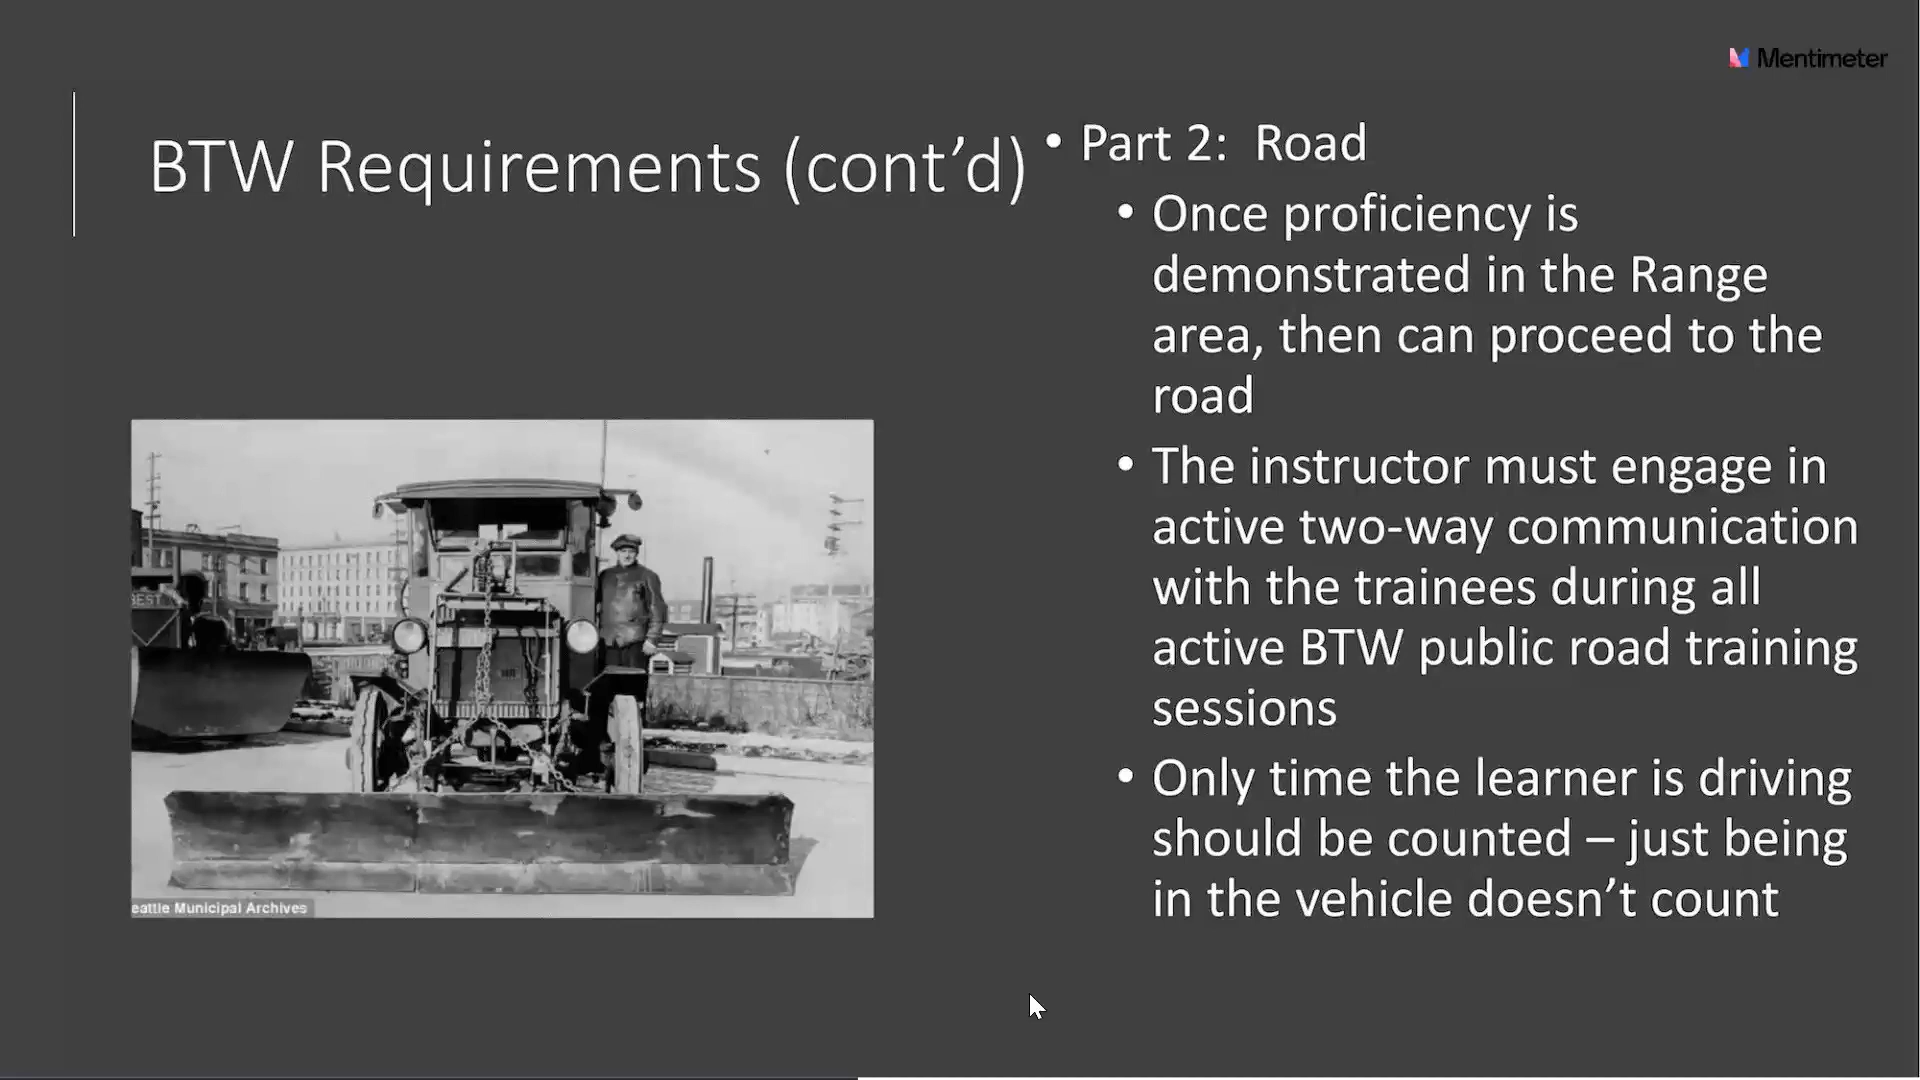 Mentimeter
BTW Requirements (cont’d)
• Part 2:  Road
• Once proficiency is
demonstrated in the Range
area, then can proceed to the
road
• The instructor must engage in
active two-way communication
with the trainees during all
active BTW public road training
sessions
• Only time the learner is driving
should be counted – just being
in the vehicle doesn’t count
BEST
eattle Municipal Archives